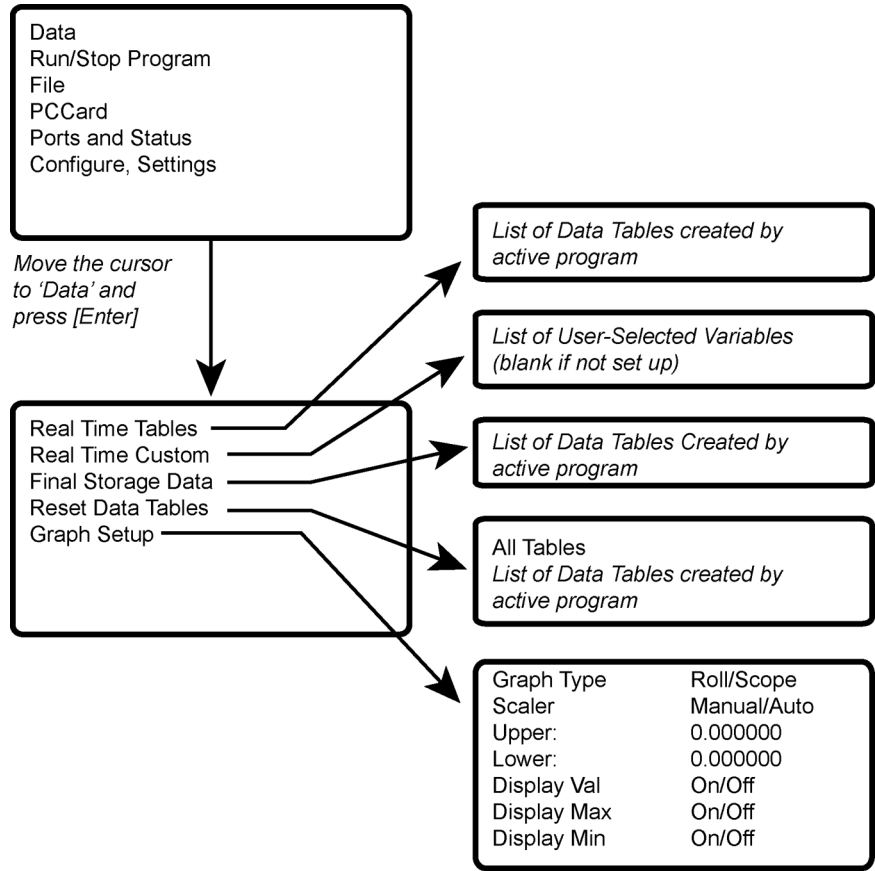 Data
Run/Stop Program
File
PCCard
Ports and Status
Configure, Settings
Move the cursor
to ‘Data’ and
press [Enter]
Real Time Tables
Real Time Custom
Final Storage Data
Reset Data Tables
Graph Setup
List of Data Tables created by
active program
List of User-Selected Variables
(blank if not set up)
List of Data Tables Created by
active program
All Tables
List of Data Tables created by
active program
Graph Type Roll/Scope
Scaler Manual/Auto
Upper: 0.000000
Lower: 0.000000
Display Val On/Off
Display Max On/Off
Display Min On/Off